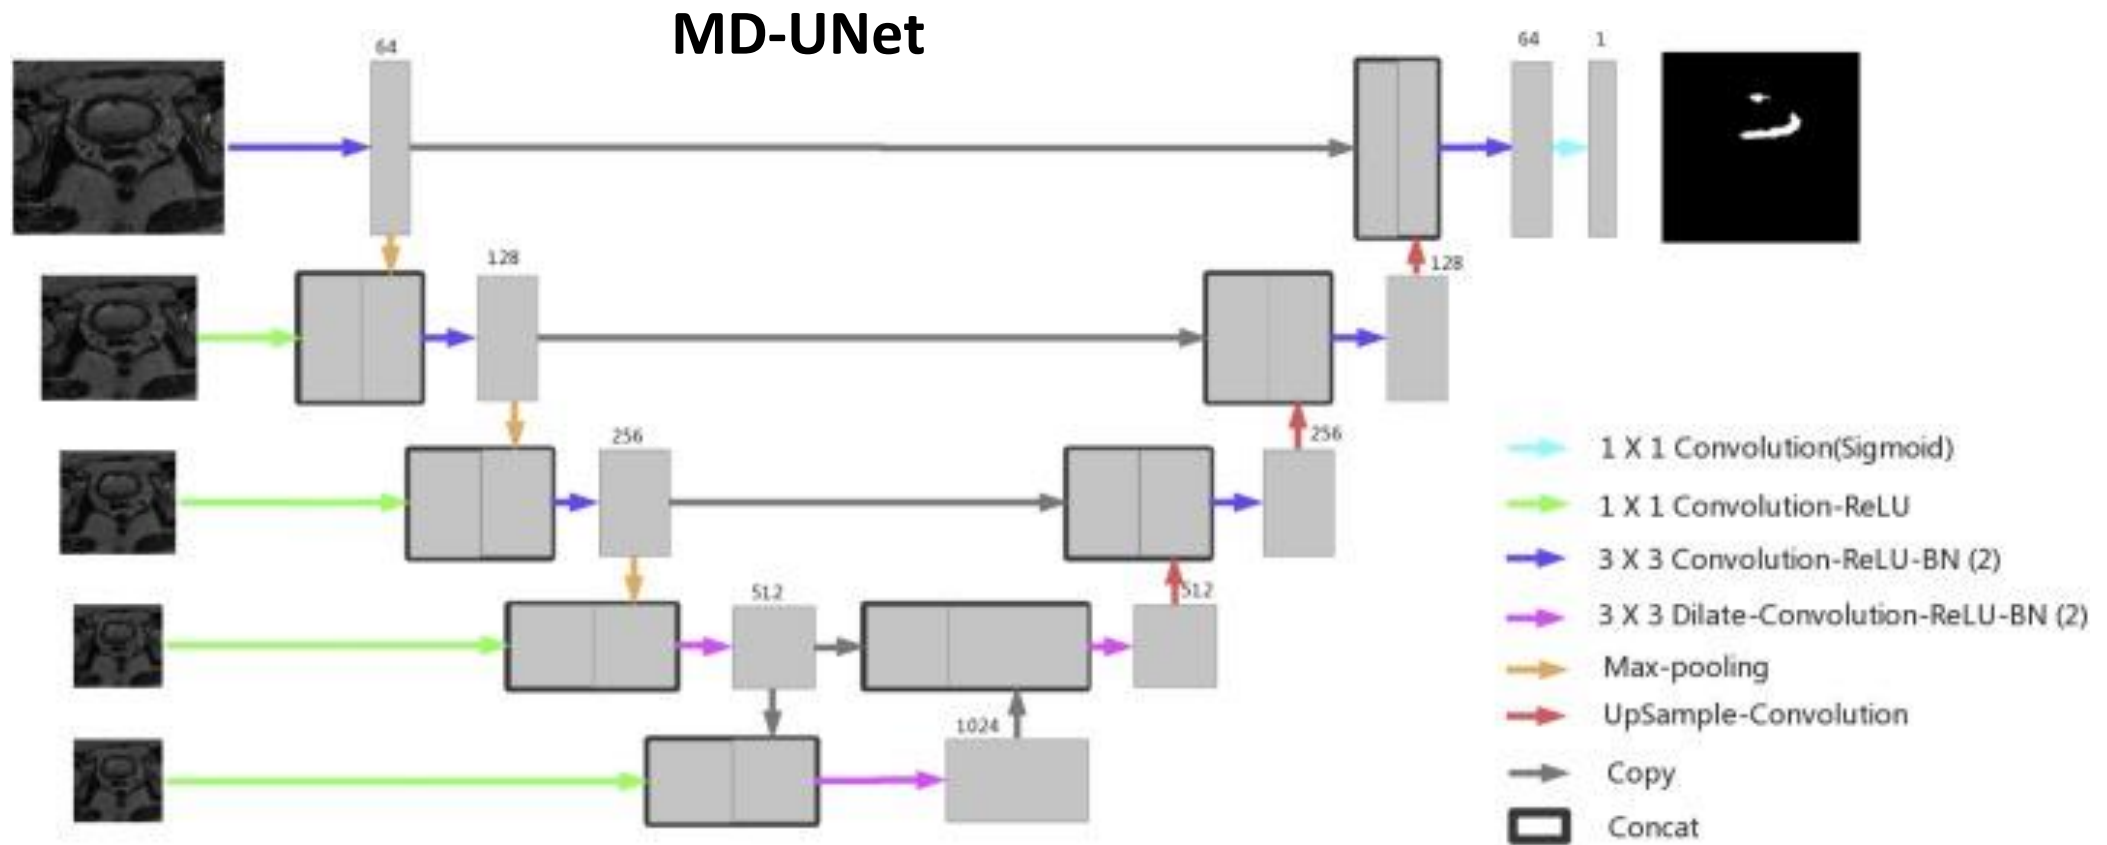 MD-UNet
64
64
1
128
128
256
256
512
512
1024
1 X 1 Convolution(Sigmoid)
1 X 1 Convolution-ReLU
3 X 3 Convolution-ReLU-BN (2)
3 X 3 Dilate-Convolution-ReLU-BN (2)
Max-pooling
UpSample-Convolution
Copy
Concat